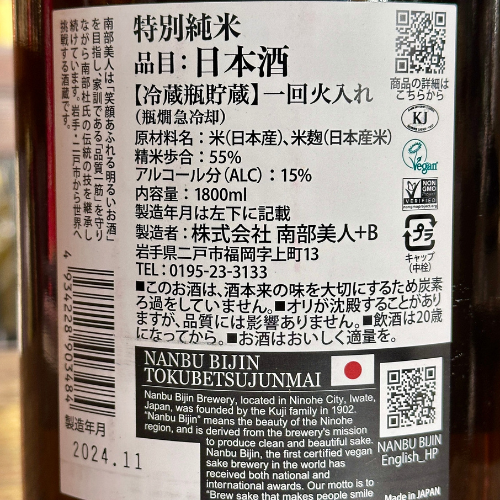 特別純米
品目：日本酒
【冷蔵瓶貯蔵】一回火入れ
（瓶燗急冷却）
原材料名：米（日本産）、米麹（日本産米）
精米歩合：55%
アルコール分（ALC）：15%
内容量：1800ml
製造年月は左下に記載
製造者：株式会社 南部美人+B
岩手県二戸市福岡字上町13
TEL：0195-23-3133
■このお酒は、酒本来の味を大切にするため炭素
ろ過をしていません。■オリが沈殿することがあり
ますが、品質には影響ありません。■飲酒は20歳
になってから。■お酒はおいしく適量を。
南部美人は「笑顔あふれる明るいお酒」
を目指し、家訓である「品質一筋」を守り
ながら南部杜氏の伝統の技を継承し
続けています。岩手・二戸市から世界へ
挑戦する酒蔵です。
商品の詳細は
こちらから
KJ
Vegan
NON
GMO
プラ
キャップ
（中栓）
4 934228 903484
製造年月
2024.11
NANBU BIJIN
TOKUBETSUJUNMAI
Nanbu Bijin Brewery, located in Ninohe City, Iwate,
Japan, was founded by the Kuji family in 1902.
"Nanbu Bijin" means the beauty of the Ninohe
region, and is derived from the brewery's mission
to produce clean and beautiful sake.
Nanbu Bijin, the first certified vegan
sake brewery in the world has
received both national and
international awards. Our motto is to
"Brew sake that makes people smile
NANBU BIJIN
English_HP
Made in JAPAN